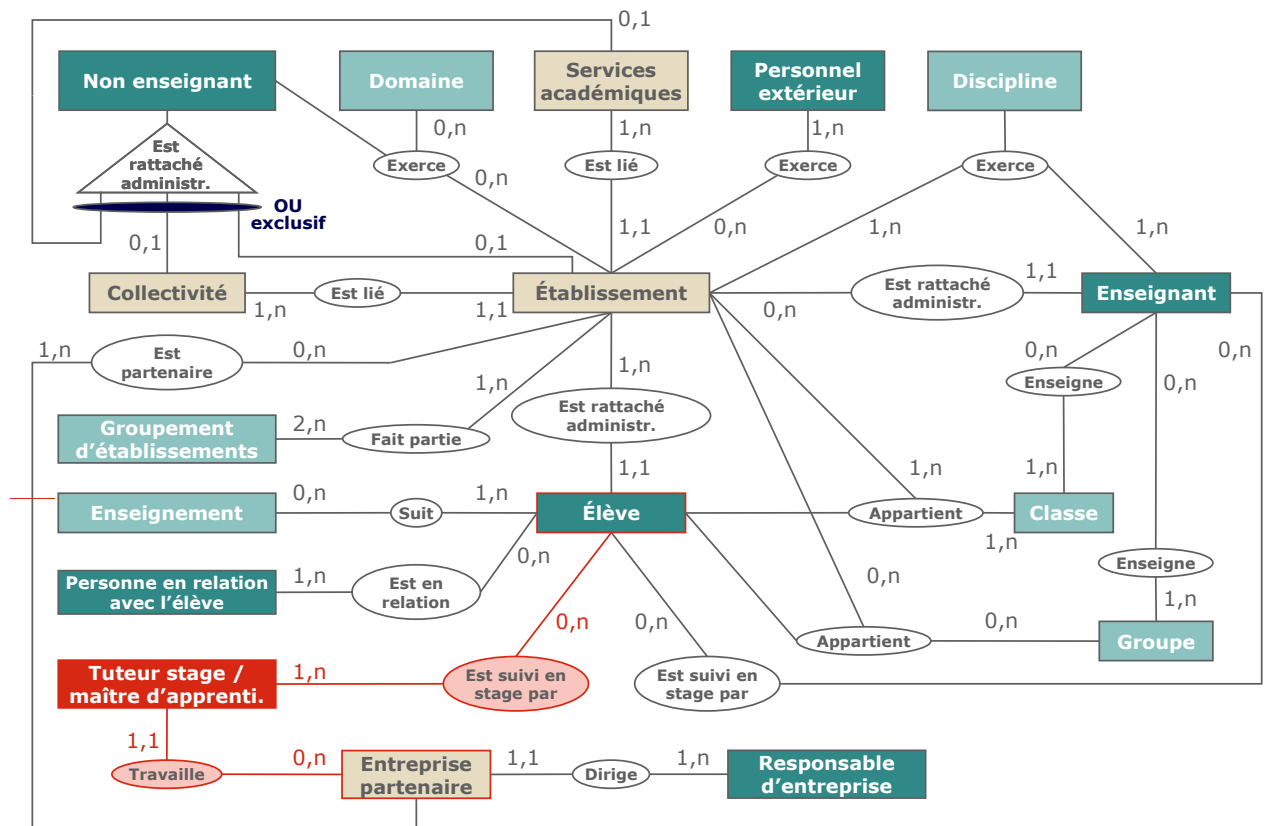 0,1
Non enseignant
Domaine
Services
académiques
Personnel
extérieur
Discipline
0,n
1,n
1,n
Est
rattaché
administr.
Exerce
Est lié
Exerce
Exerce
0,n
OU
exclusif
0,1
0,1
1,1
0,n
1,n
1,n
Collectivité
Est lié
Établissement
Est rattaché
administr.
1,1
Enseignant
1,n
1,1
0,n
1,n
Est
partenaire
0,n
1,n
1,n
0,n
0,n
Enseigne
0,n
Est rattaché
administr.
Groupement
d’établissements
2,n
Fait partie
1,1
1,n
1,n
Enseignement
0,n
Suit
1,n
Élève
Appartient
Classe
1,n
0,n
0,n
Enseigne
Personne en relation
avec l’élève
1,n
Est en
relation
1,n
0,n
0,n
Appartient
0,n
Groupe
Tuteur stage /
maître d’apprenti.
1,n
Est suivi en
stage par
Est suivi en
stage par
1,1
Travaille
0,n
Entreprise
partenaire
1,1
Dirige
1,n
Responsable
d’entreprise